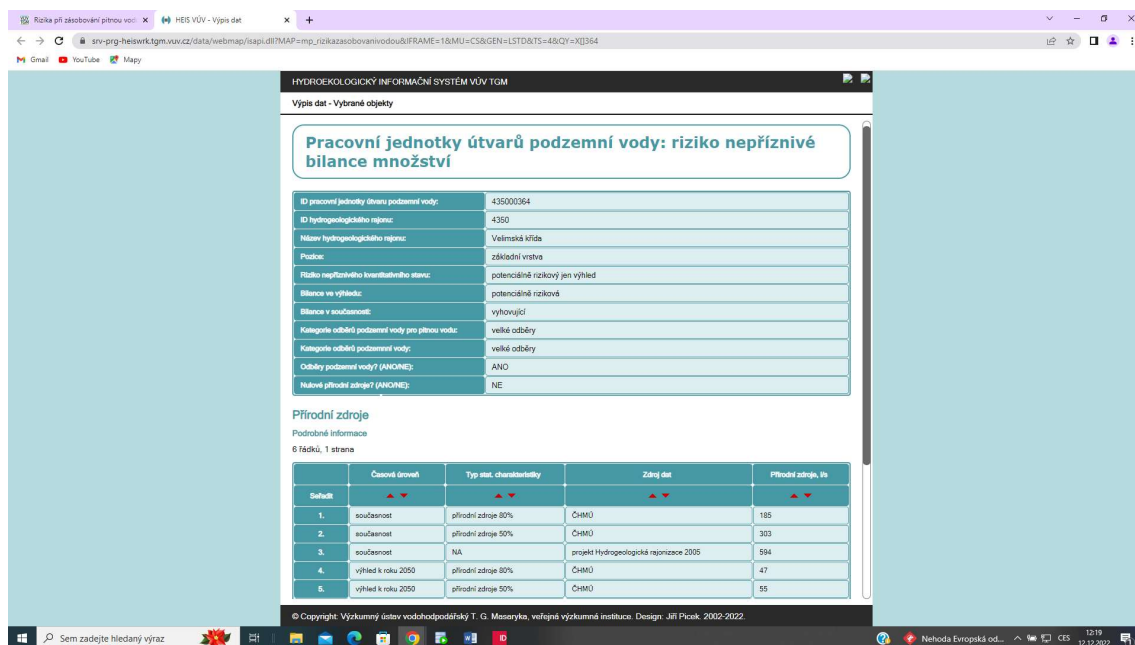 Rizika při zásobování pitnou vodo
HEIS VÚV - Výpis dat
srv-prg-heiswrk.tgm.vuv.cz/data/webmap/isapi.dll?MAP=mp_rizikazasobovanivodou&IFRAME=1&MU=CS&GEN=LSTD&TS=4&QY=X[]364
Gmail YouTube Mapy
HYDROEKOLOGICKÝ INFORMAČNÍ SYSTÉM VÚV TGM
Výpis dat - Vybrané objekty
Pracovní jednotky útvarů podzemní vody: riziko nepříznivé
bilance množství
ID pracovní jednotky útvaru podzemní vody: 435000364
ID hydrogeologického rajonu: 4350
Název hydrogeologického rajonu: Velimská křída
Pozice: základní vrstva
Riziko nepříznivého kvantitativního stavu: potenciálně rizikový jen výhled
Bilance ve výhledu: potenciálně riziková
Bilance v současnosti: vyhovující
Kategorie odběrů podzemní vody pro pitnou vodu: velké odběry
Kategorie odběrů podzemnní vody: velké odběry
Odběry podzemní vody? (ANO/NE): ANO
Nulové přírodní zdroje? (ANO/NE): NE
Přírodní zdroje
Podrobné informace
6 řádků, 1 strana
Časová úroveň Typ stat. charakteristiky Zdroj dat Přírodní zdroje, l/s
Seřadit
1. současnost přírodní zdroje 80% ČHMÚ 185
2. současnost přírodní zdroje 50% ČHMÚ 303
3. současnost NA projekt Hydrogeologická rajonizace 2005 594
4. výhled k roku 2050 přírodní zdroje 80% ČHMÚ 47
5. výhled k roku 2050 přírodní zdroje 50% ČHMÚ 55
© Copyright: Výzkumný ústav vodohospodářský T. G. Masaryka, veřejná výzkumná instituce. Design: Jiří Picek. 2002-2022.
Sem zadejte hledaný výraz
Nehoda Evropská od... CES 12:19
12.12.2022